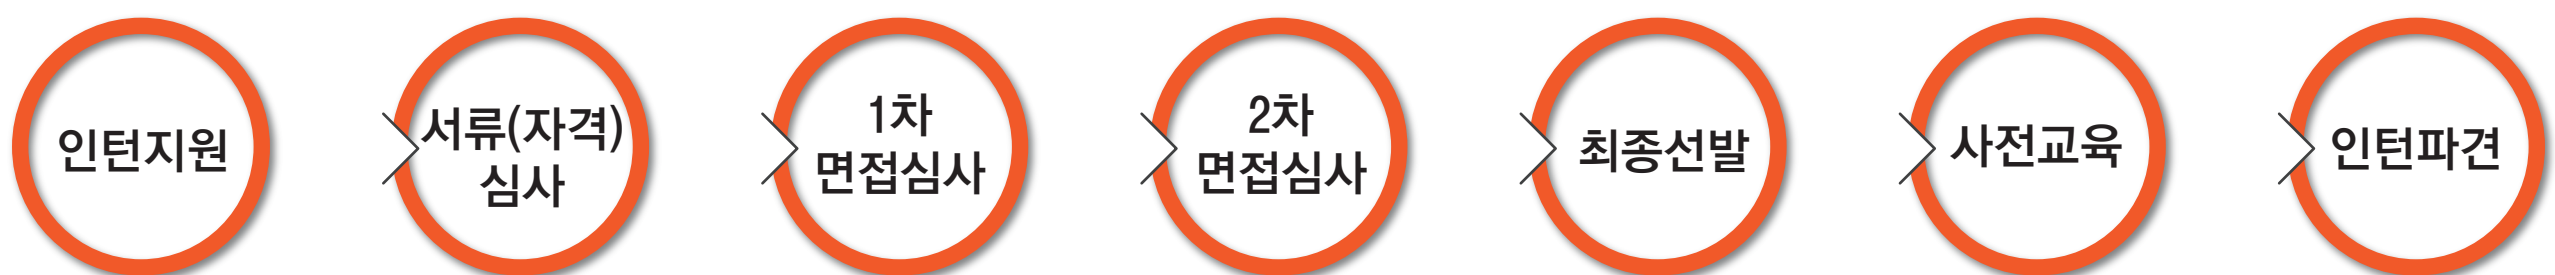 인턴지원
서류(자격)
심사
1차
면접심사
2차
면접심사
최종선발
사전교육
인턴파견